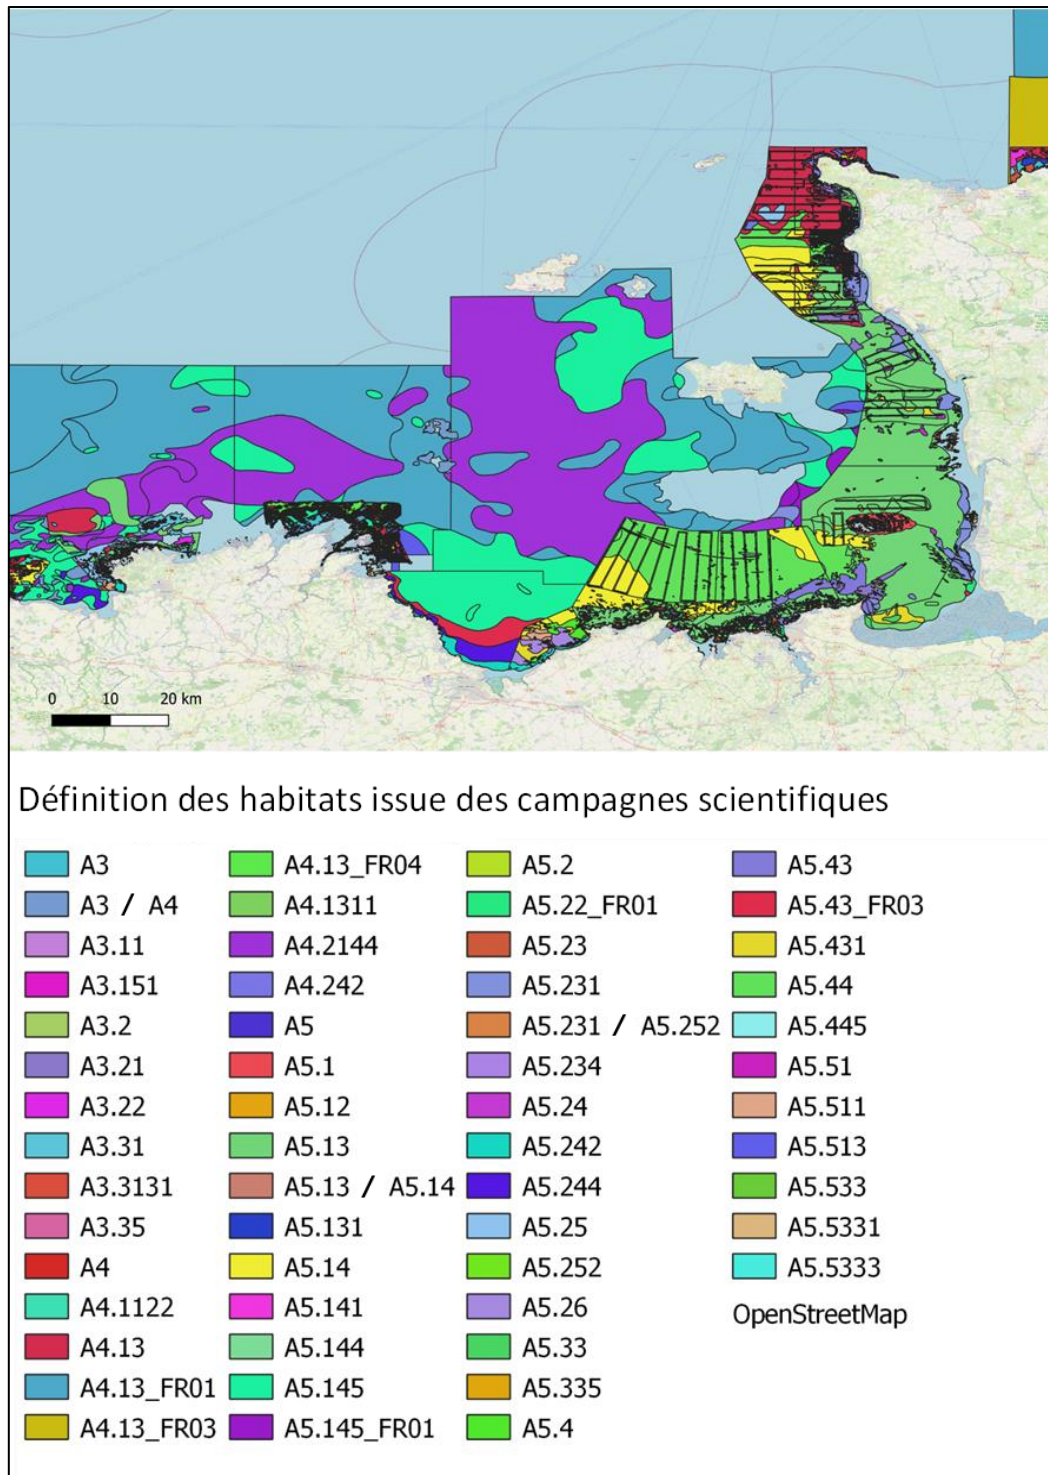 0 10 20 km
Définition des habitats issue des campagnes scientifiques
A3
A3 / A4
A3.11
A3.151
A3.2
A3.21
A3.22
A3.31
A3.3131
A3.35
A4
A4.1122
A4.13
A4.13_FR01
A4.13_FR03
A4.13_FR04
A4.1311
A4.2144
A4.242
A5
A5.1
A5.12
A5.13
A5.13 / A5.14
A5.131
A5.14
A5.141
A5.144
A5.145
A5.145_FR01
A5.2
A5.22_FR01
A5.23
A5.231
A5.231 / A5.252
A5.234
A5.24
A5.242
A5.244
A5.25
A5.252
A5.26
A5.33
A5.335
A5.4
A5.43
A5.43_FR03
A5.431
A5.44
A5.445
A5.51
A5.511
A5.513
A5.533
A5.5331
A5.5333
OpenStreetMap